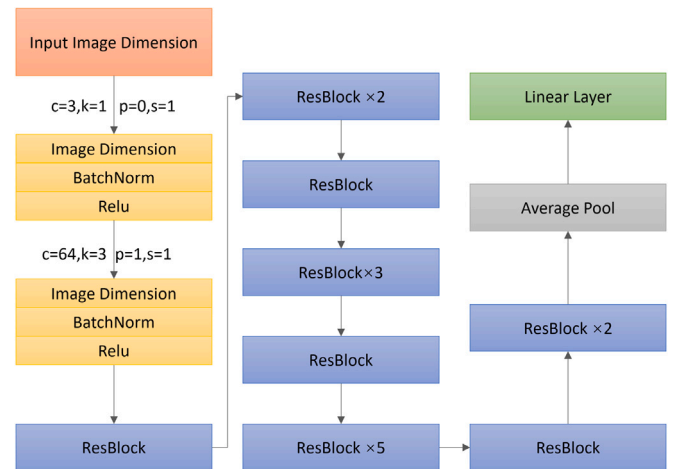 Input Image Dimension
c=3,k=1 p=0,s=1
Image Dimension
BatchNorm
Relu
c=64,k=3 p=1,s=1
Image Dimension
BatchNorm
Relu
ResBlock
ResBlock ×2
ResBlock
ResBlock×3
ResBlock
ResBlock ×5
ResBlock
ResBlock ×2
Average Pool
Linear Layer